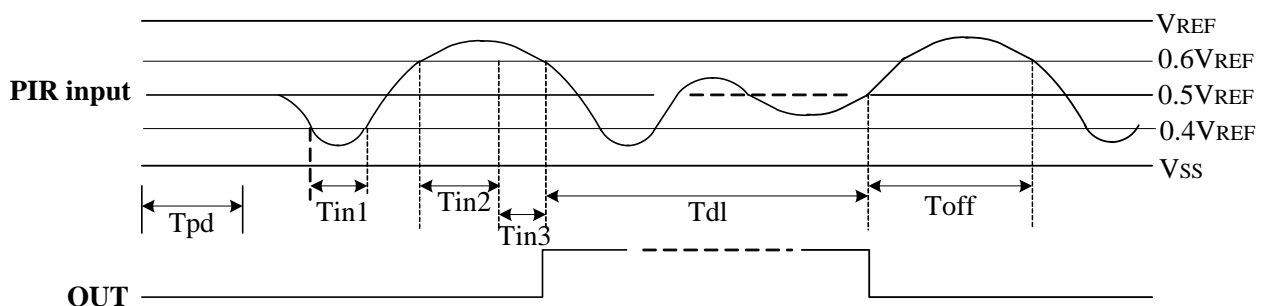 VREF
0.6VREF
PIR input
0.5VREF
0.4VREF
VSS
Tpd
Tin1
Tin2
Tin3
Tdl
Toff
OUT